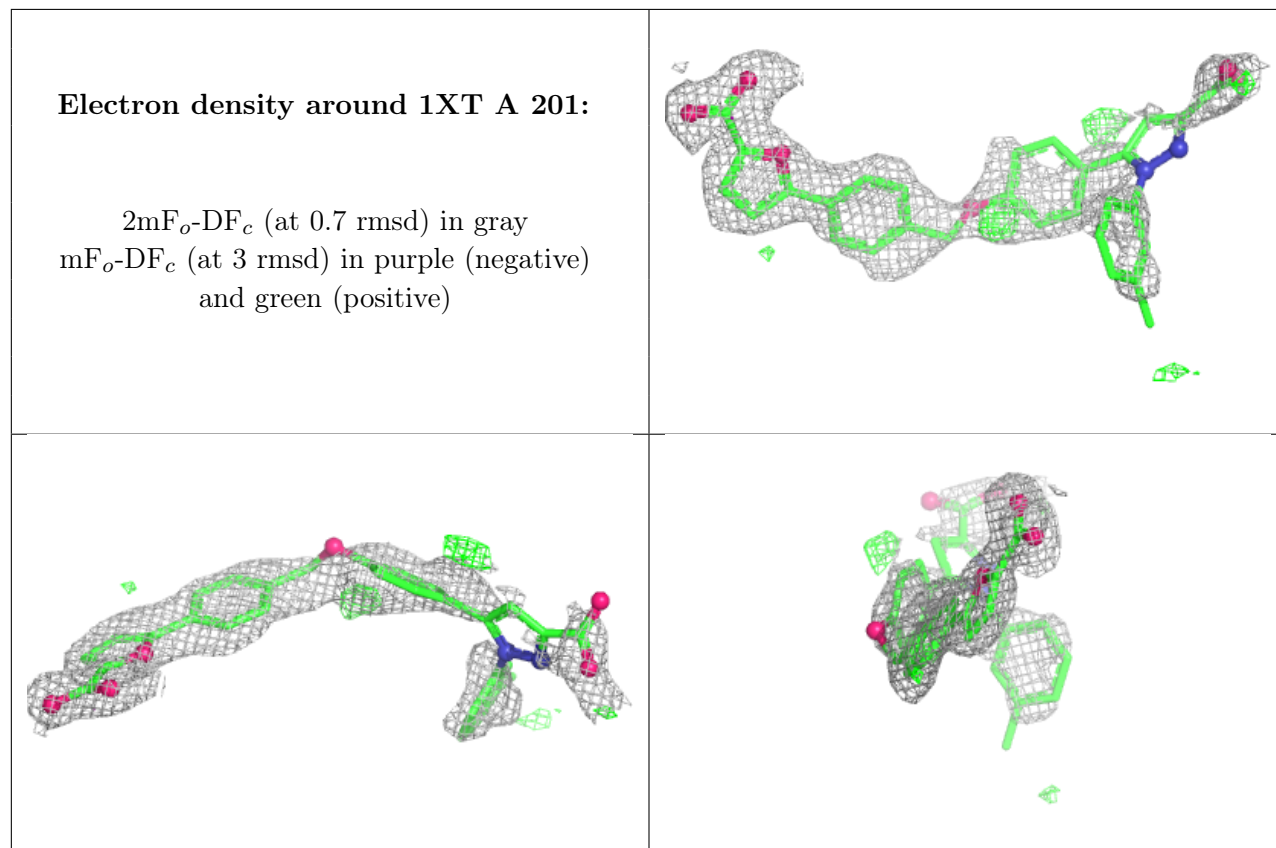 Electron density around 1XT A 201:
2mFₒ-DF𝒸 (at 0.7 rmsd) in gray
mFₒ-DF𝒸 (at 3 rmsd) in purple (negative)
and green (positive)